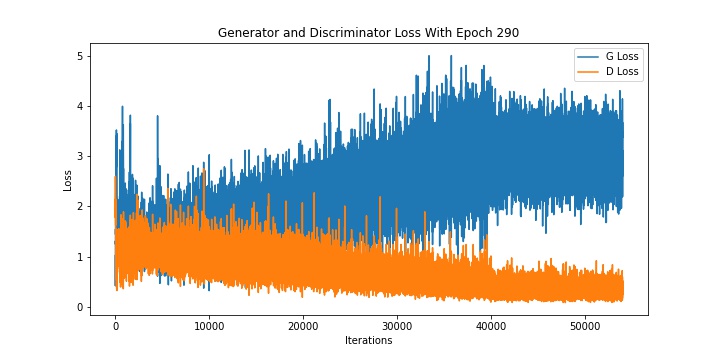 Generator and Discriminator Loss With Epoch 290
G Loss
D Loss
5
4
3
2
1
0
Loss
0 10000 20000 30000 40000 50000
Iterations